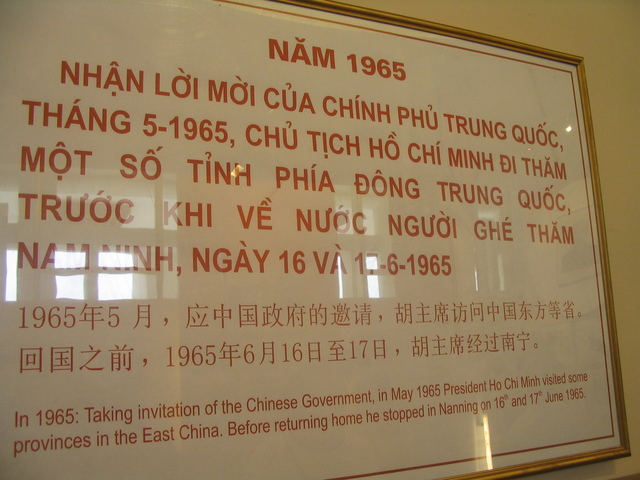 NĂM 1965
NHẬN LỜI MỜI CỦA CHÍNH PHỦ TRUNG QUỐC,
THÁNG 5-1965, CHỦ TỊCH HỒ CHÍ MINH ĐI THĂM
MỘT SỐ TỈNH PHÍA ĐÔNG TRUNG QUỐC,
TRƯỚC KHI VỀ NƯỚC NGƯỜI GHÉ THĂM
NAM NINH, NGÀY 16 VÀ 17-6-1965
1965年5月，应中国政府的邀请，胡主席访问中国东方等省。
回国之前，1965年6月16日至17日，胡主席经过南宁。
In 1965: Taking invitation of the Chinese Government, in May 1965 President Ho Chi Minh visited some
provinces in the East China. Before returning home he stopped in Nanning on 16th and 17th June 1965.